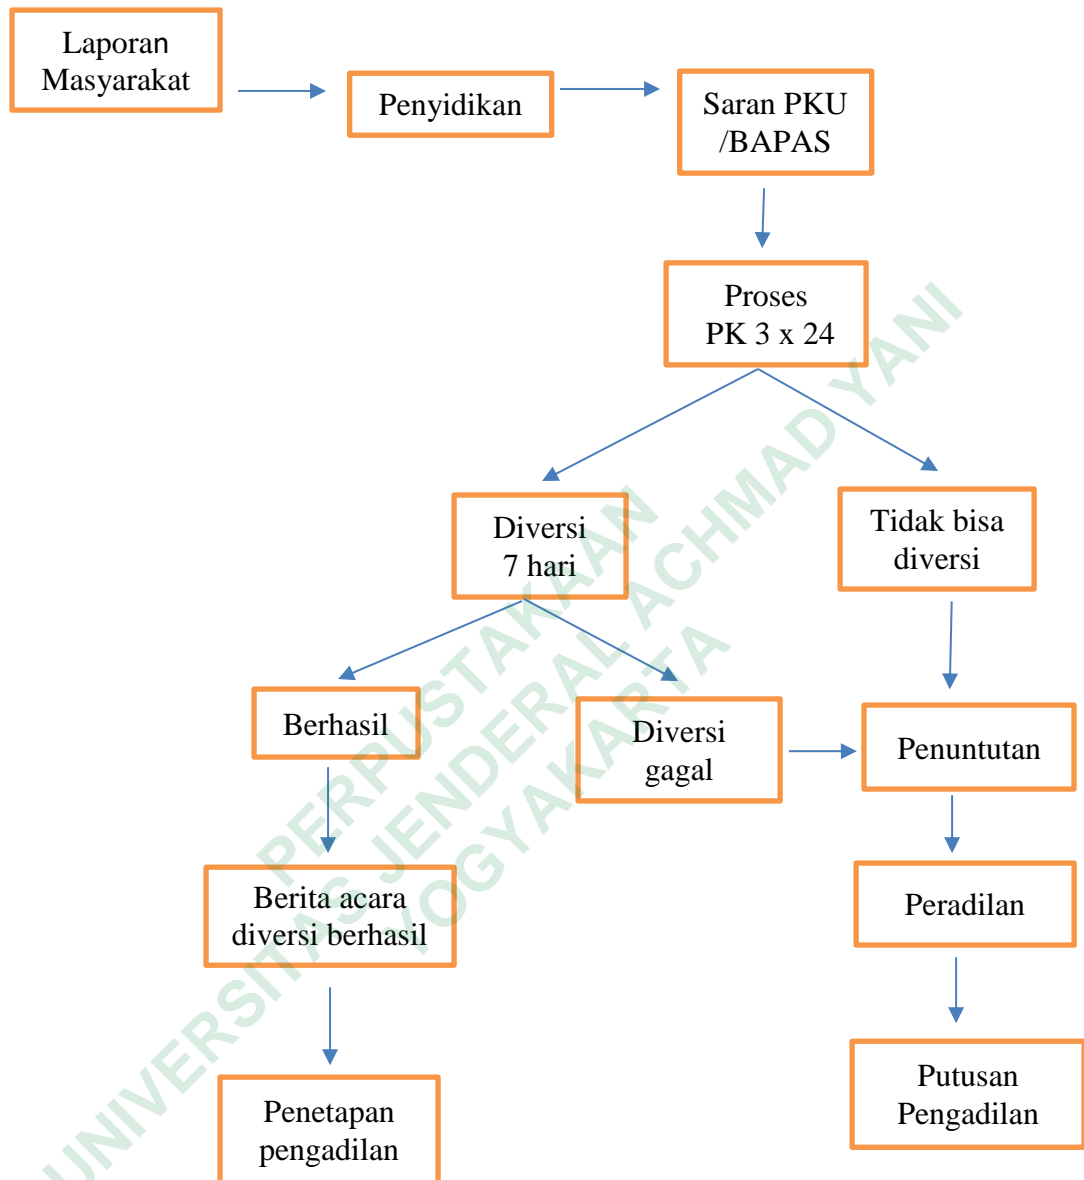 Laporan
Masyarakat
Penyidikan
Saran PKU
/BAPAS
Proses
PK 3 x 24
Diversi
7 hari
Tidak bisa
diversi
Berhasil
Diversi
gagal
Penuntutan
Berita acara
diversi berhasil
Peradilan
Penetapan
pengadilan
Putusan
Pengadilan
PERPUSTAKAAN
UNIVERSITAS JENDERAL ACHMAD YANI
YOGYAKARTA